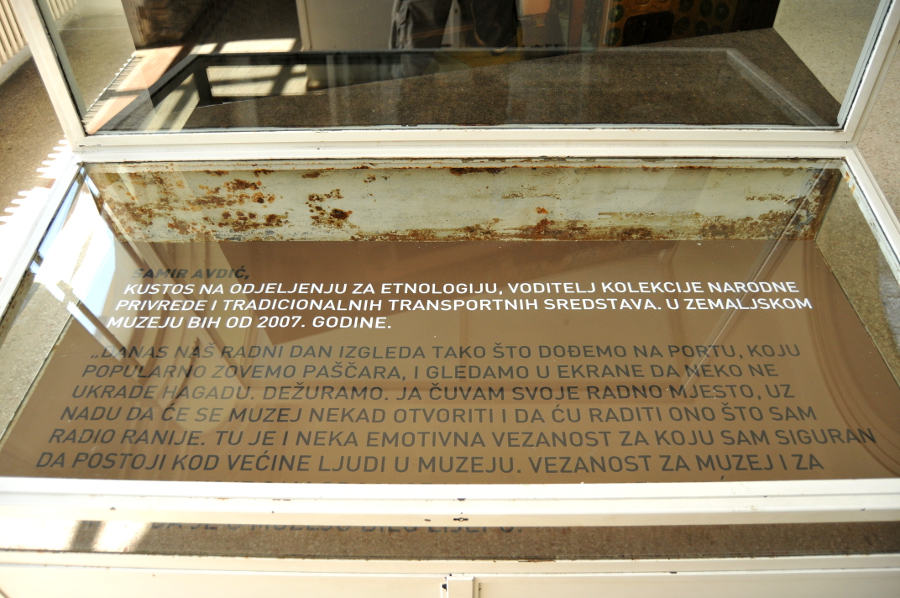 SAMIR AVDIĆ,
KUSTOS NA ODJELJENJU ZA ETNOLOGIJU, VODITELJ KOLEKCIJE NARODNE
PRIVREDE I TRADICIONALNIH TRANSPORTNIH SREDSTAVA. U ZEMALJSKOM
MUZEJU BIH OD 2007. GODINE.
„DANAS NAŠ RADNI DAN IZGLEDA TAKO ŠTO DOĐEMO NA PORTU, KOJU
POPULARNO ZOVEMO PAŠČARA, I GLEDAMO U EKRANE DA NEKO NE
UKRADE HAGADU. DEŽURAMO. JA ČUVAM SVOJE RADNO MJESTO, UZ
NADU DA ĆE SE MUZEJ NEKAD OTVORITI I DA ĆU RADITI ONO ŠTO SAM
RADIO RANIJE. TU JE I NEKA EMOTIVNA VEZANOST ZA KOJU SAM SIGURAN
DA POSTOJI KOD VEĆINE LJUDI U MUZEJU. VEZANOST ZA MUZEJ I ZA